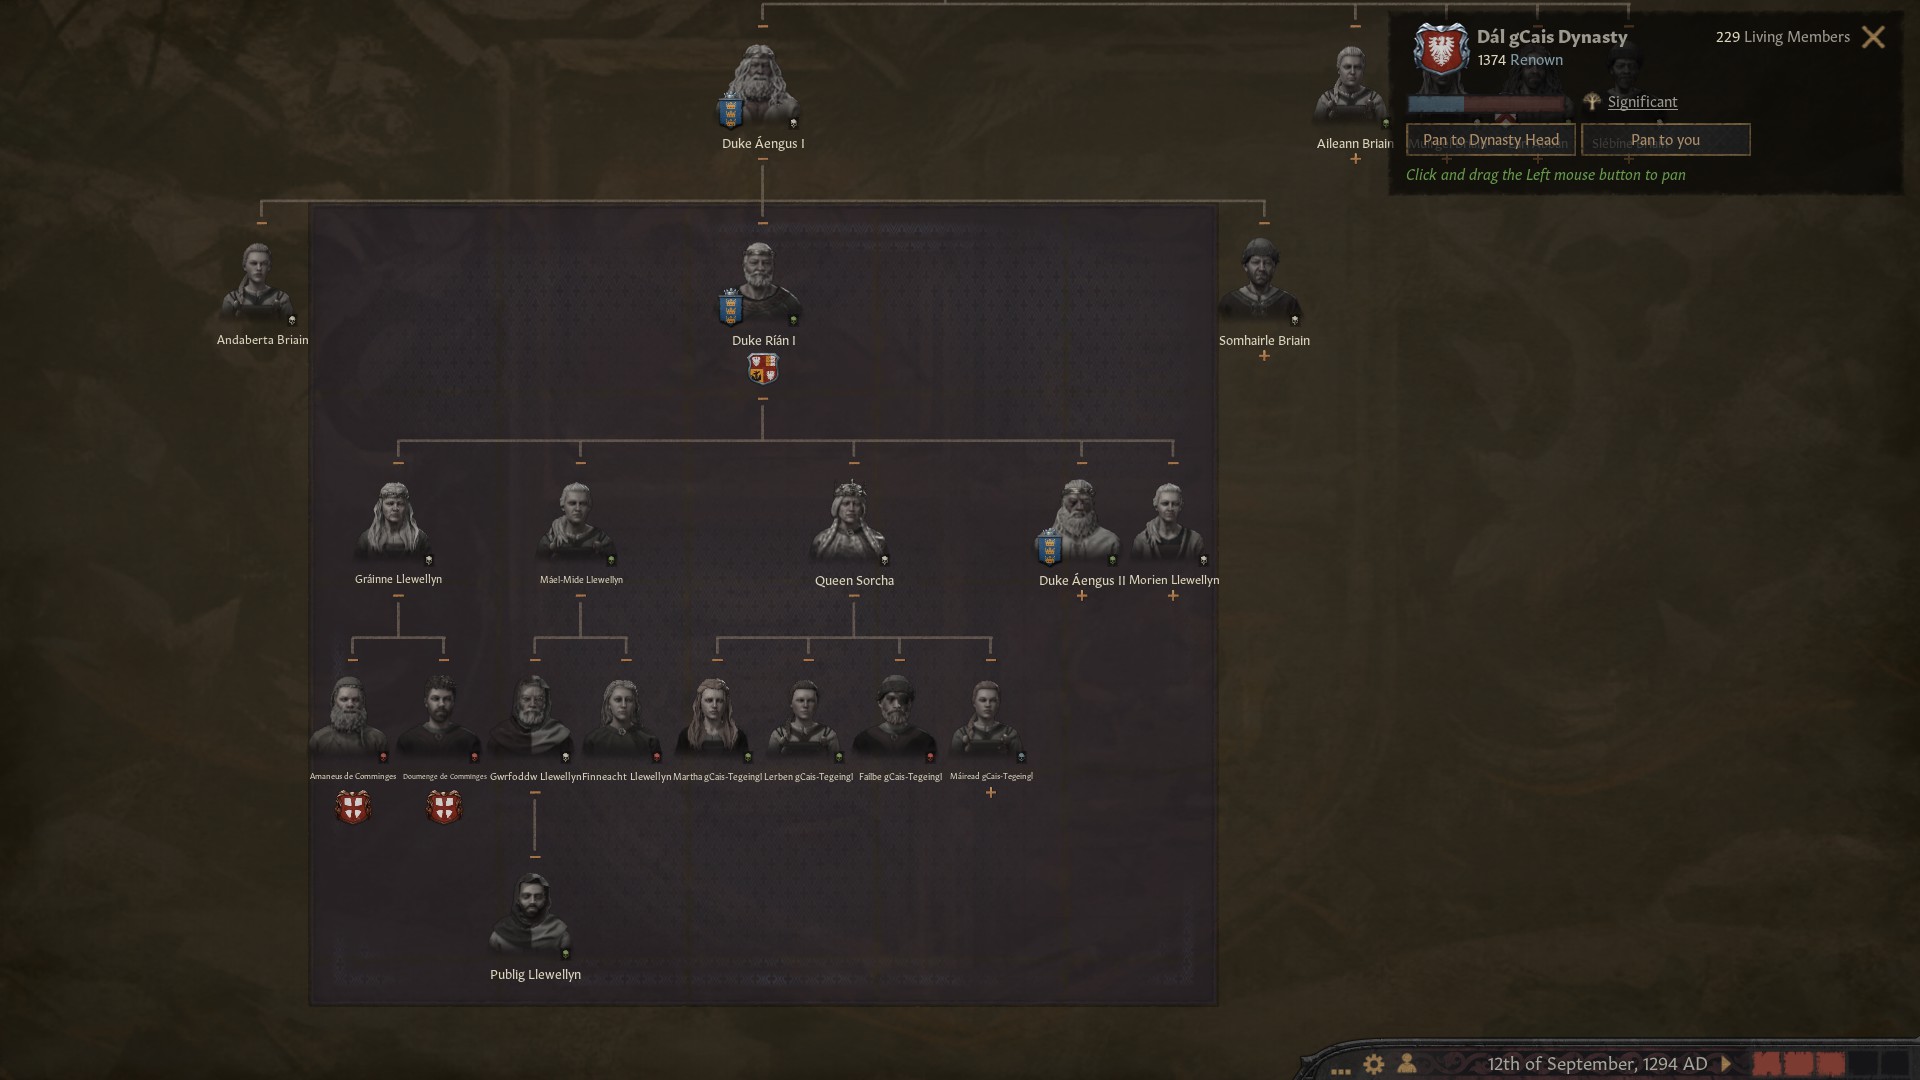 Dál gCais Dynasty
229 Living Members
1374 Renown
Significant
Pan to Dynasty Head
Pan to you
Click and drag the Left mouse button to pan
Duke Áengus I
Aileann Briain
Andaberta Briain
Duke Ríán I
Somhairle Briain
Gráinne Llewellyn
Máel-Mide Llewellyn
Queen Sorcha
Duke Áengus II
Morien Llewellyn
Amaneus de Comminges
Doumenge de Comminges
Gwrfoddw Llewellyn
Finneacht Llewellyn
Martha gCais-Tegeingl
Lerben gCais-Tegeingl
Failbe gCais-Tegeingl
Máiread gCais-Tegeingl
Publig Llewellyn
...
12th of September, 1294 AD